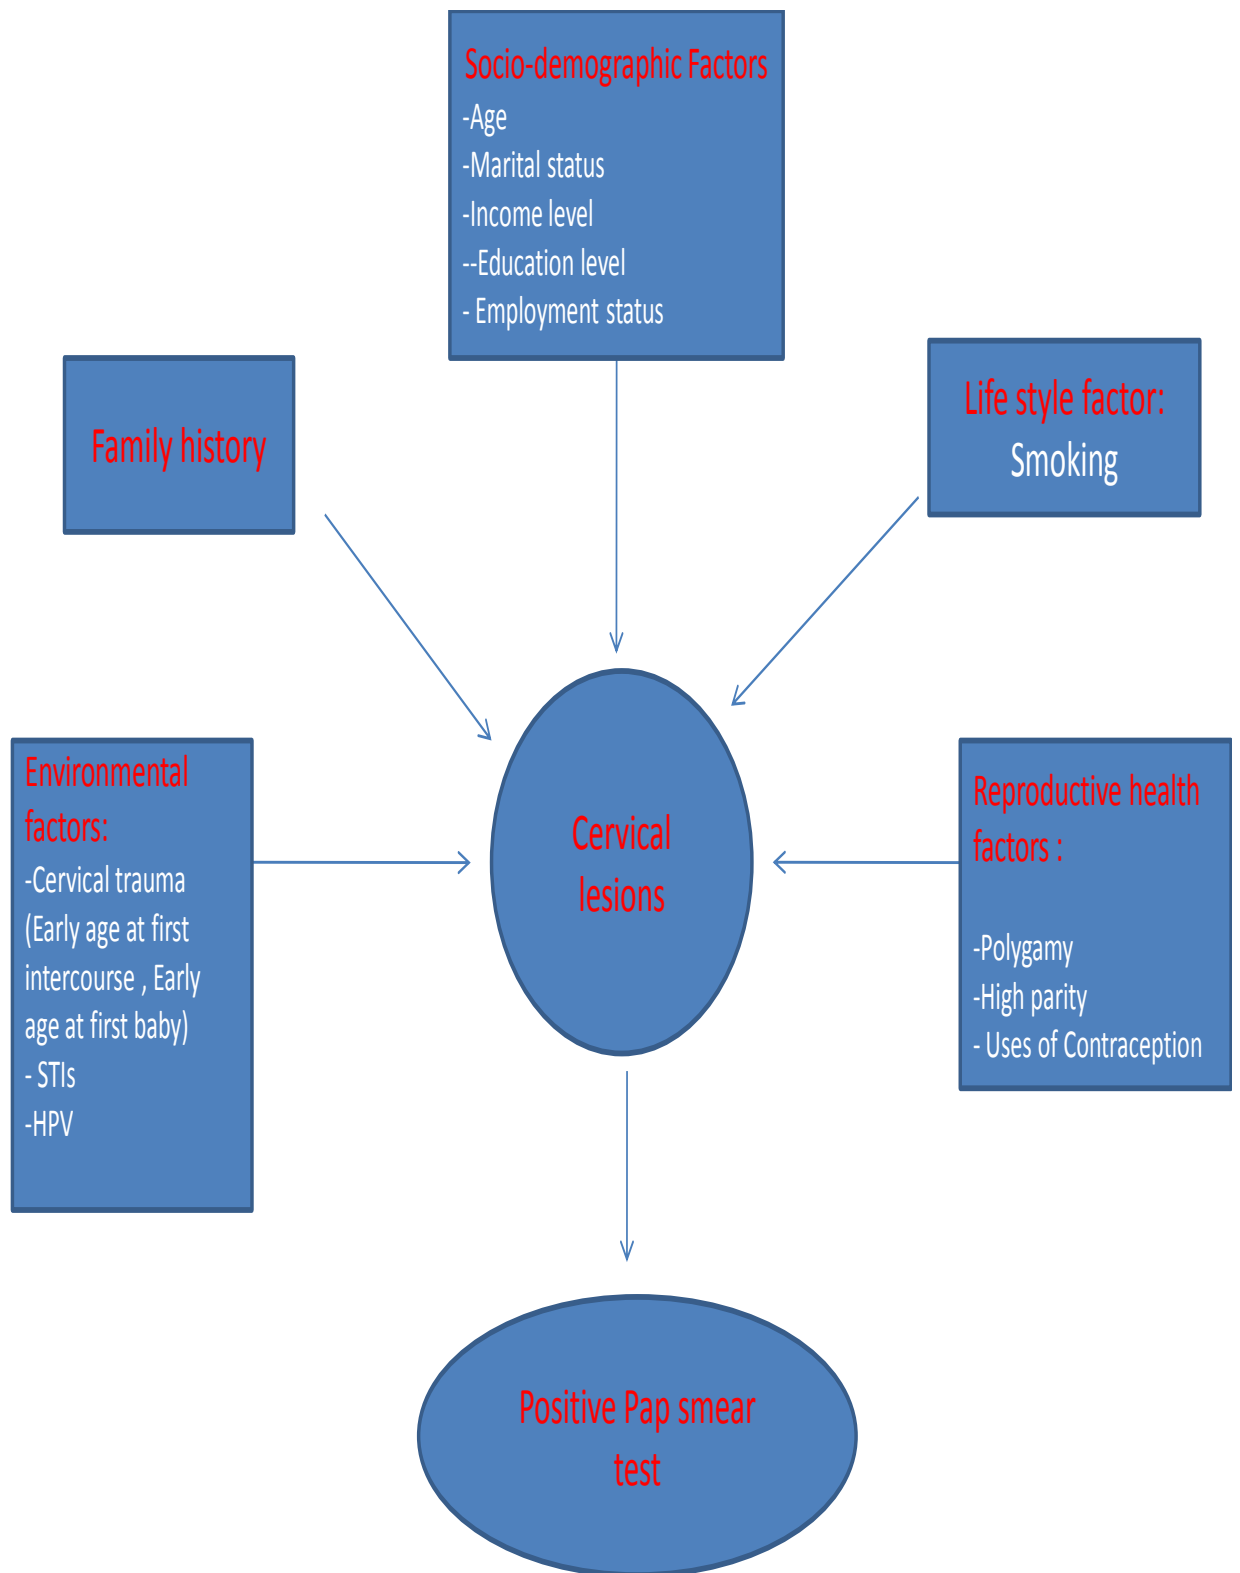 Socio-demographic Factors
-Age
-Marital status
-Income level
--Education level
- Employment status
Family history
Life style factor:
Smoking
Environmental
factors:
-Cervical trauma
(Early age at first
intercourse , Early
age at first baby)
- STIs
-HPV
Cervical
lesions
Reproductive health
factors :
-Polygamy
-High parity
- Uses of Contraception
Positive Pap smear
test